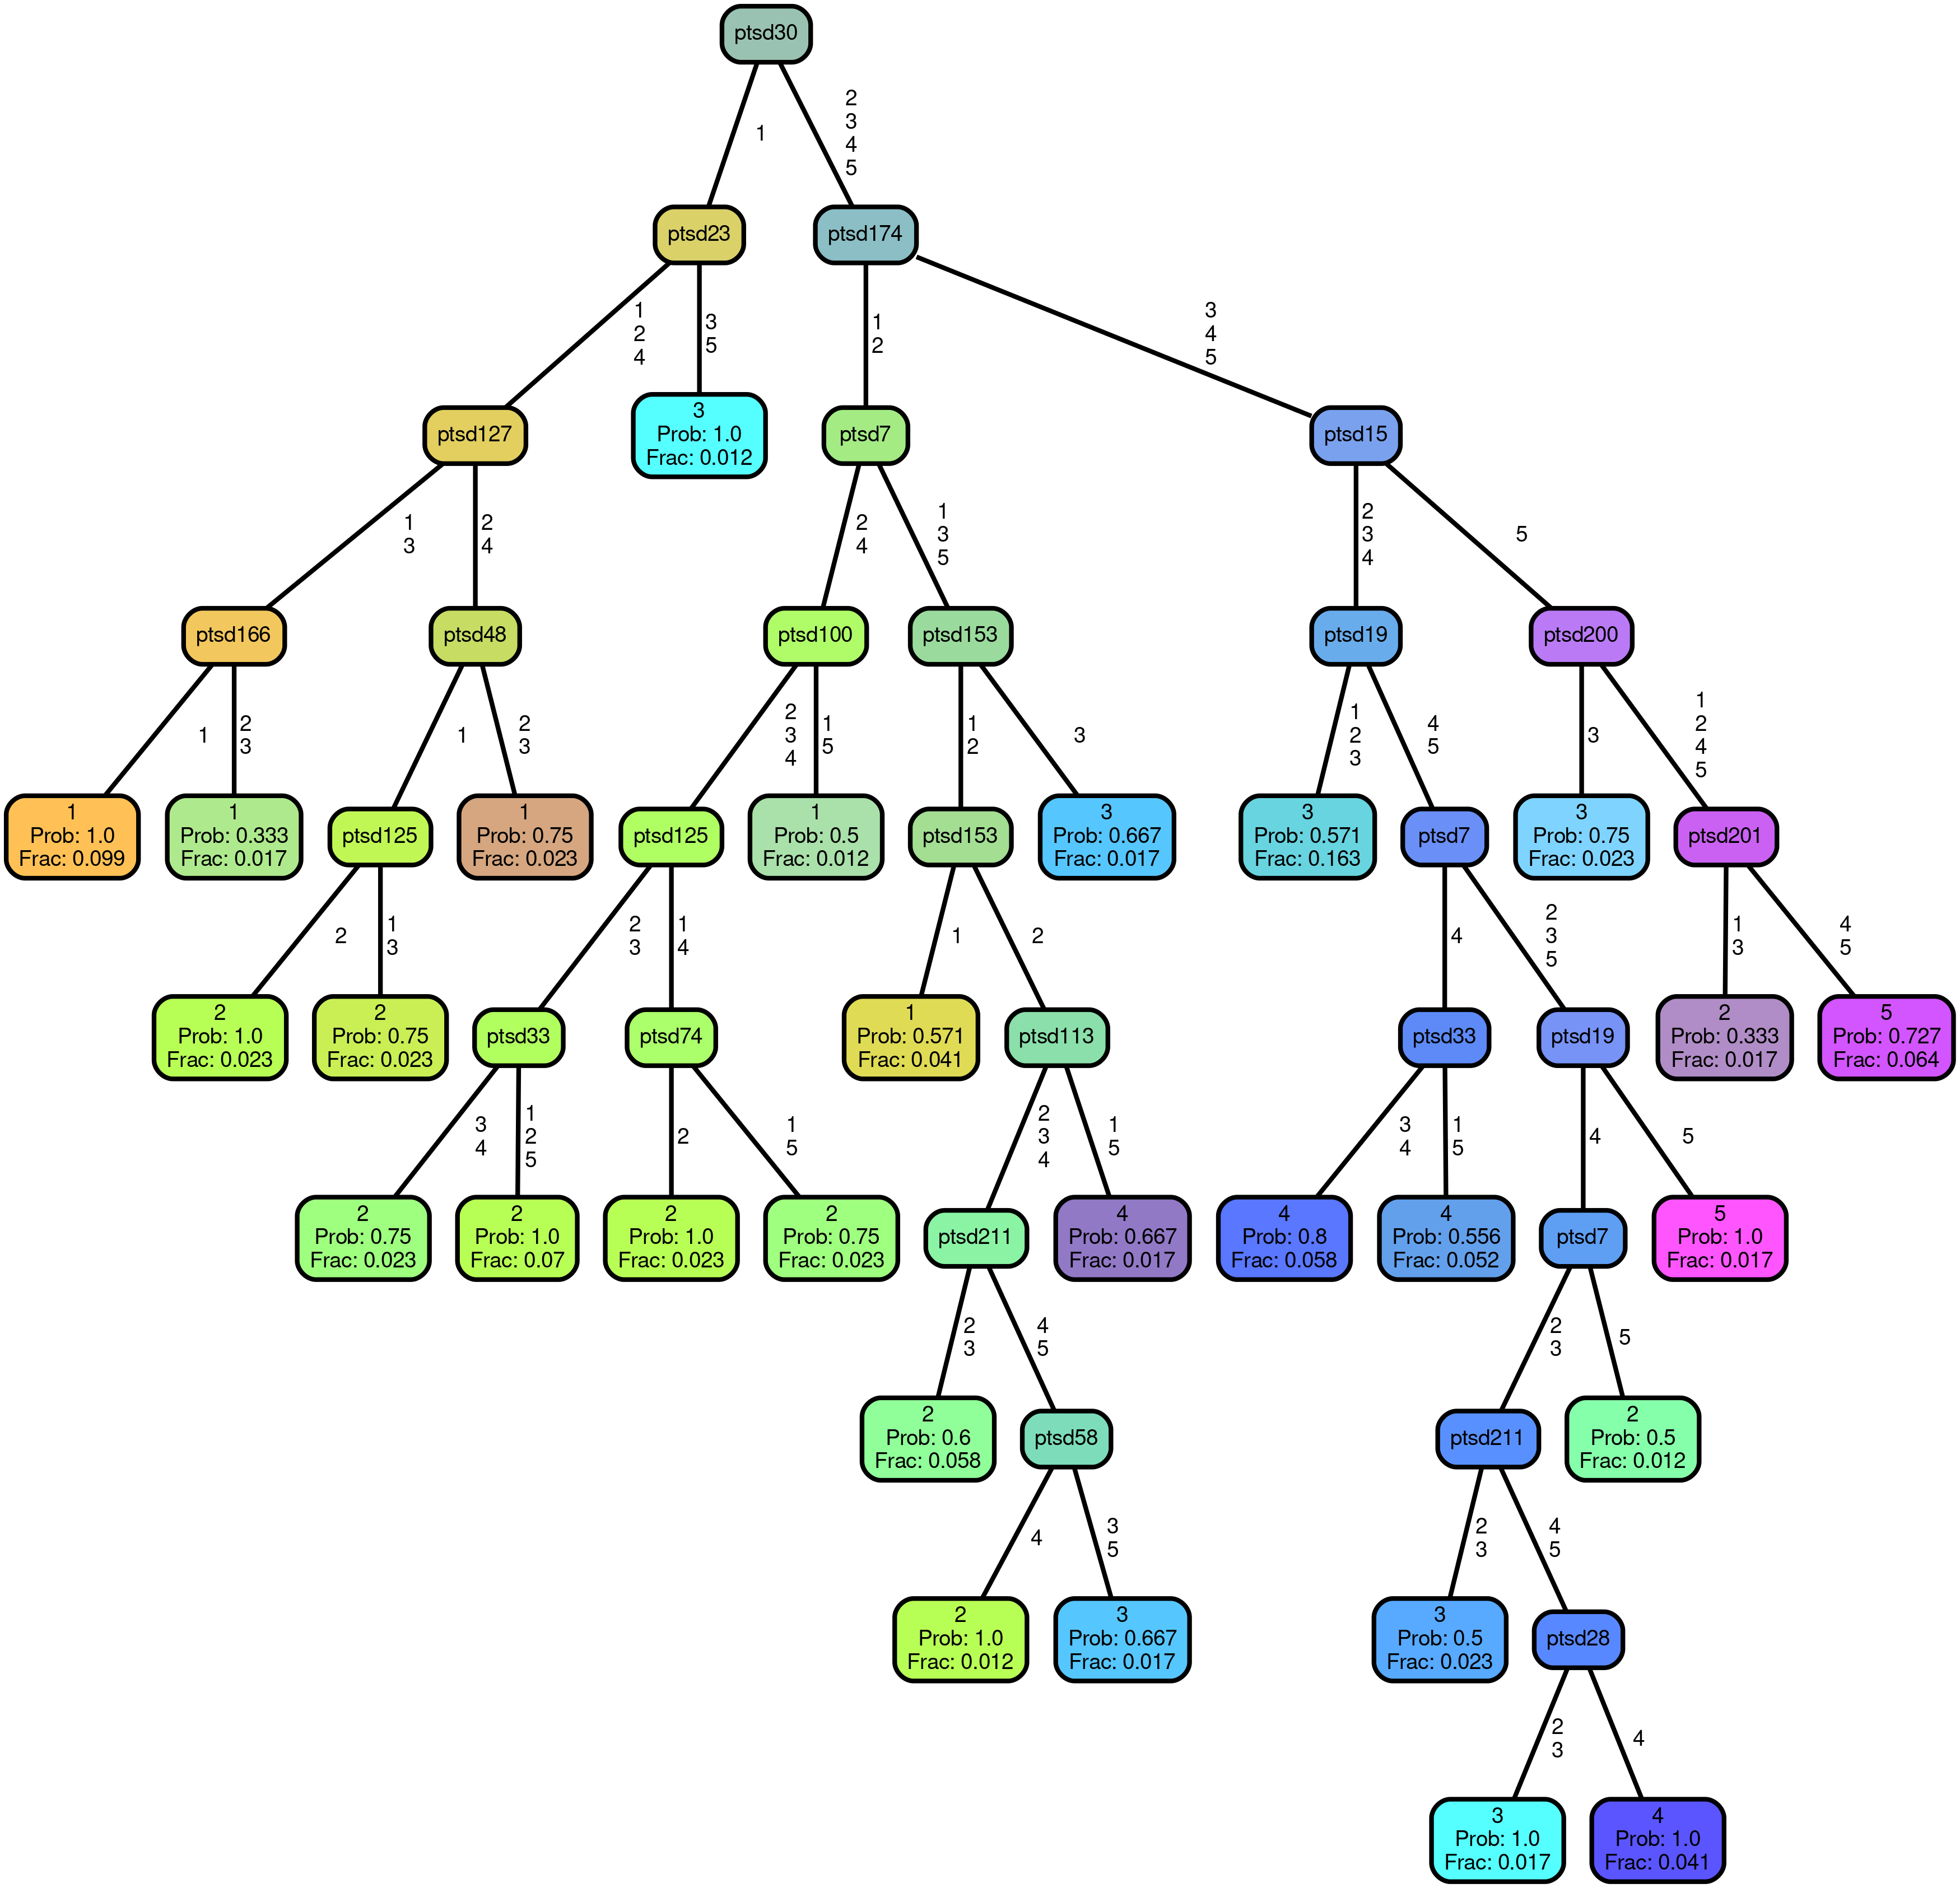 ptsd30
1
2
3
4
5
ptsd23
ptsd174
1
2
4
3
5
1
2
3
4
5
ptsd127
3
Prob: 1.0
Frac: 0.012
ptsd7
ptsd15
1
3
2
4
2
4
1
3
5
2
3
4
5
ptsd166
ptsd48
ptsd100
ptsd153
ptsd19
ptsd200
1
2
3
1
2
3
2
3
4
1
5
1
2
3
1
2
3
4
5
3
1
2
4
5
1
Prob: 1.0
Frac: 0.099
1
Prob: 0.333
Frac: 0.017
ptsd125
1
Prob: 0.75
Frac: 0.023
ptsd125
1
Prob: 0.5
Frac: 0.012
ptsd153
3
Prob: 0.667
Frac: 0.017
3
Prob: 0.571
Frac: 0.163
ptsd7
3
Prob: 0.75
Frac: 0.023
ptsd201
2
1
3
2
3
1
4
1
2
4
2
3
5
1
3
4
5
2
Prob: 1.0
Frac: 0.023
2
Prob: 0.75
Frac: 0.023
ptsd33
ptsd74
1
Prob: 0.571
Frac: 0.041
ptsd113
ptsd33
ptsd19
2
Prob: 0.333
Frac: 0.017
5
Prob: 0.727
Frac: 0.064
3
4
1
2
5
2
1
5
2
3
4
1
5
3
4
1
5
4
5
2
Prob: 0.75
Frac: 0.023
2
Prob: 1.0
Frac: 0.07
2
Prob: 1.0
Frac: 0.023
2
Prob: 0.75
Frac: 0.023
ptsd211
4
Prob: 0.667
Frac: 0.017
4
Prob: 0.8
Frac: 0.058
4
Prob: 0.556
Frac: 0.052
ptsd7
5
Prob: 1.0
Frac: 0.017
2
3
4
5
2
3
5
2
Prob: 0.6
Frac: 0.058
ptsd58
ptsd211
2
Prob: 0.5
Frac: 0.012
4
3
5
2
3
4
5
2
Prob: 1.0
Frac: 0.012
3
Prob: 0.667
Frac: 0.017
3
Prob: 0.5
Frac: 0.023
ptsd28
2
3
4
3
Prob: 1.0
Frac: 0.017
4
Prob: 1.0
Frac: 0.041